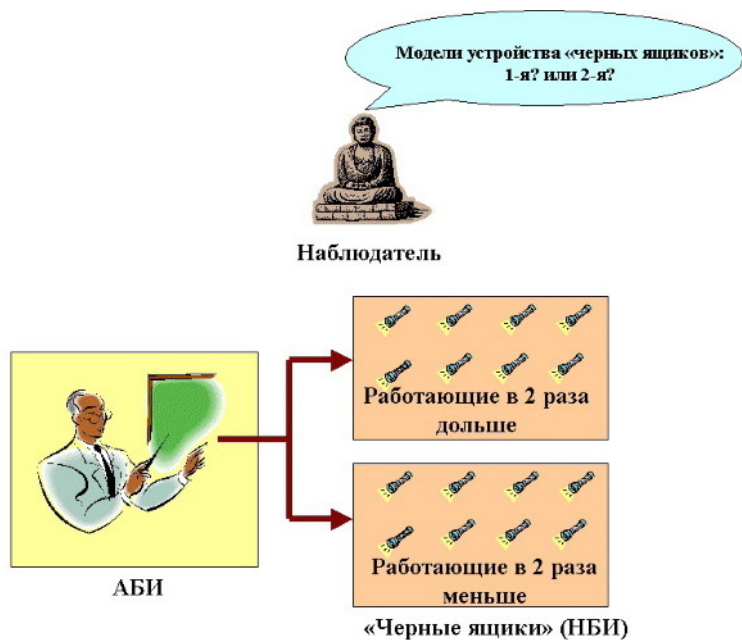 Модели устройства «черных ящиков»:
1-я? или 2-я?
Наблюдатель
Работающие в 2 раза
дольше
АБИ
Работающие в 2 раза
меньше
«Черные ящики» (НБИ)